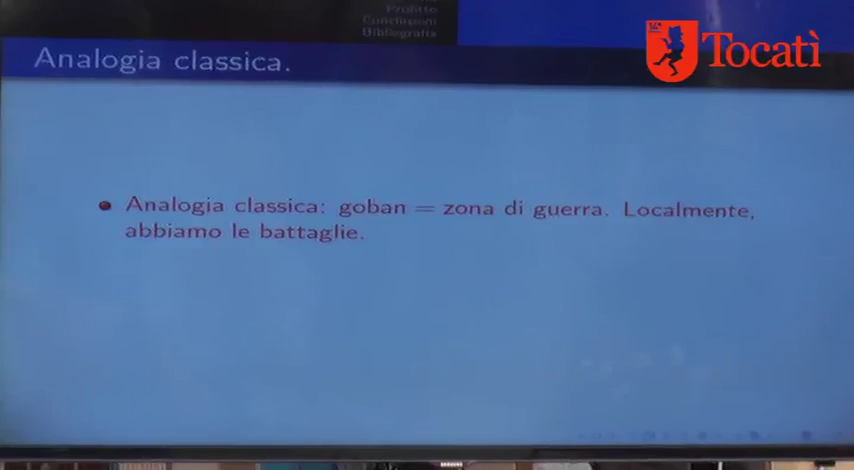 Profitto
Conclusioni
Bibliografia
Tocatì
Analogia classica.
Analogia classica: goban = zona di guerra. Localmente,
abbiamo le battaglie.